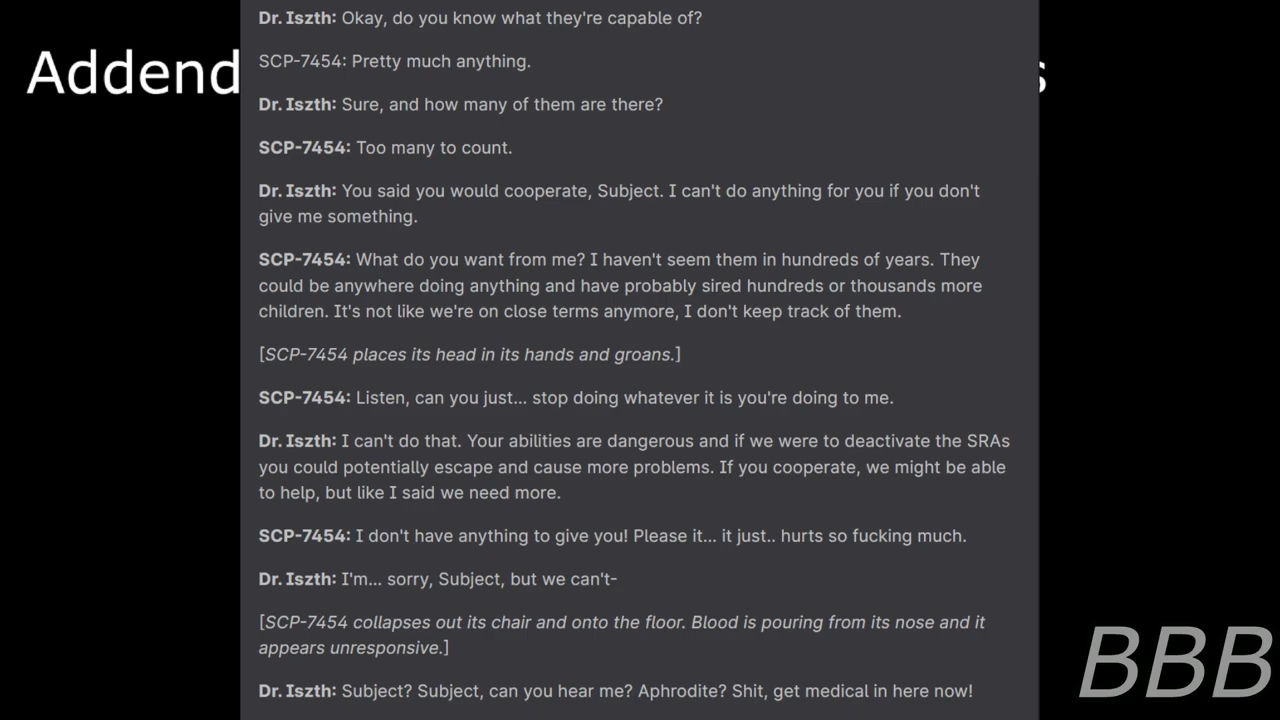 Dr. Iszth: Okay, do you know what they're capable of?
Addend
s
SCP-7454: Pretty much anything.
Dr. Iszth: Sure, and how many of them are there?
SCP-7454: Too many to count.
Dr. Iszth: You said you would cooperate, Subject. I can't do anything for you if you don't
give me something.
SCP-7454: What do you want from me? I haven't seem them in hundreds of years. They
could be anywhere doing anything and have probably sired hundreds or thousands more
children. It's not like we're on close terms anymore, I don't keep track of them.
[SCP-7454 places its head in its hands and groans.]
SCP-7454: Listen, can you just... stop doing whatever it is you're doing to me.
Dr. Iszth: I can't do that. Your abilities are dangerous and if we were to deactivate the SRAs
you could potentially escape and cause more problems. If you cooperate, we might be able
to help, but like I said we need more.
SCP-7454: I don't have anything to give you! Please it... it just.. hurts so fucking much.
Dr. Iszth: I'm... sorry, Subject, but we can't-
[SCP-7454 collapses out its chair and onto the floor. Blood is pouring from its nose and it
appears unresponsive.]
Dr. Iszth: Subject? Subject, can you hear me? Aphrodite? Shit, get medical in here now!
BBB